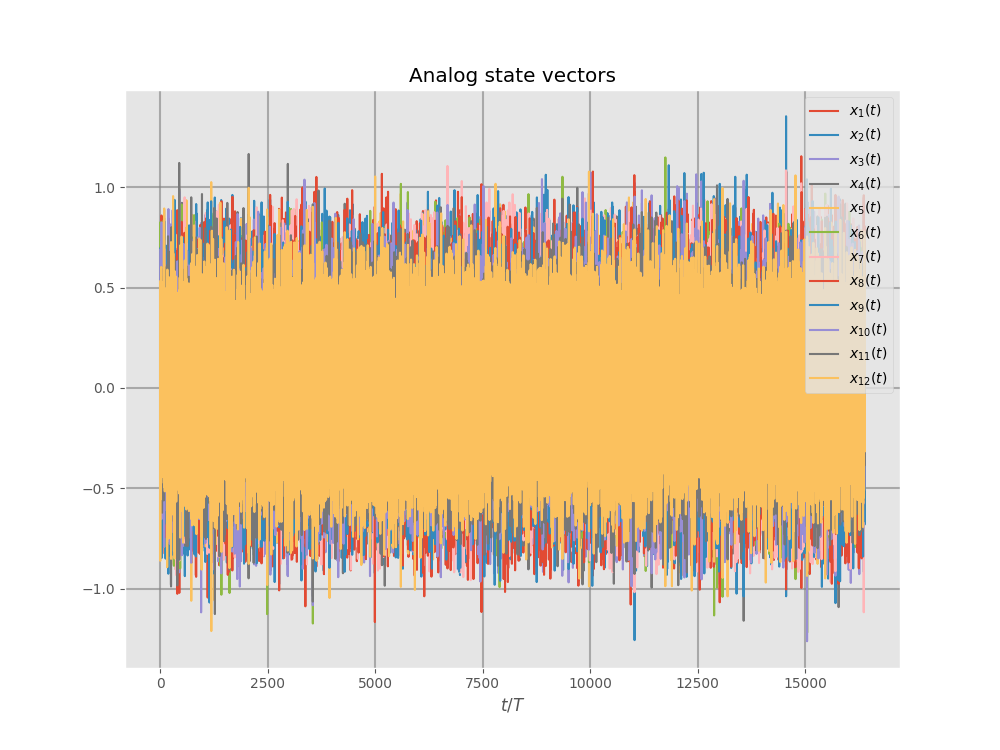 Analog state vectors
1.0
0.5
0.0
−0.5
−1.0
0 2500 5000 7500 10000 12500 15000
t/T
x₁(t)
x₂(t)
x₃(t)
x₄(t)
x₅(t)
x₆(t)
x₇(t)
x₈(t)
x₉(t)
x₁₀(t)
x₁₁(t)
x₁₂(t)